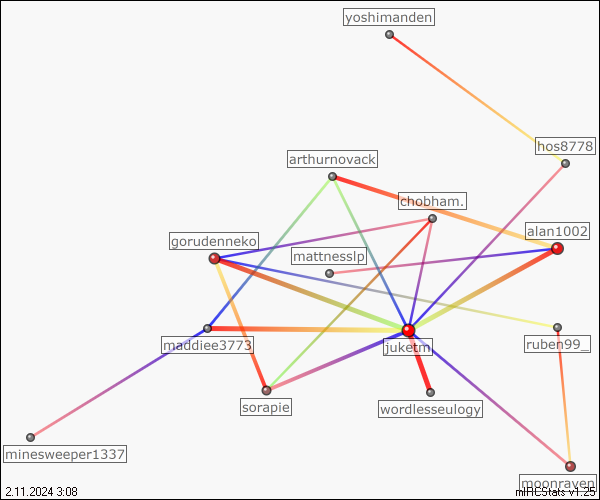 yoshimanden
hos8778
arthurnovack
chobham.
alan1002
gorudenneko
mattnesslp
maddiee3773
juketm
ruben99_
sorapie
wordlesseulogy
minesweeper1337
moonraven
2.11.2024 3:08
mIRCStats v1.25